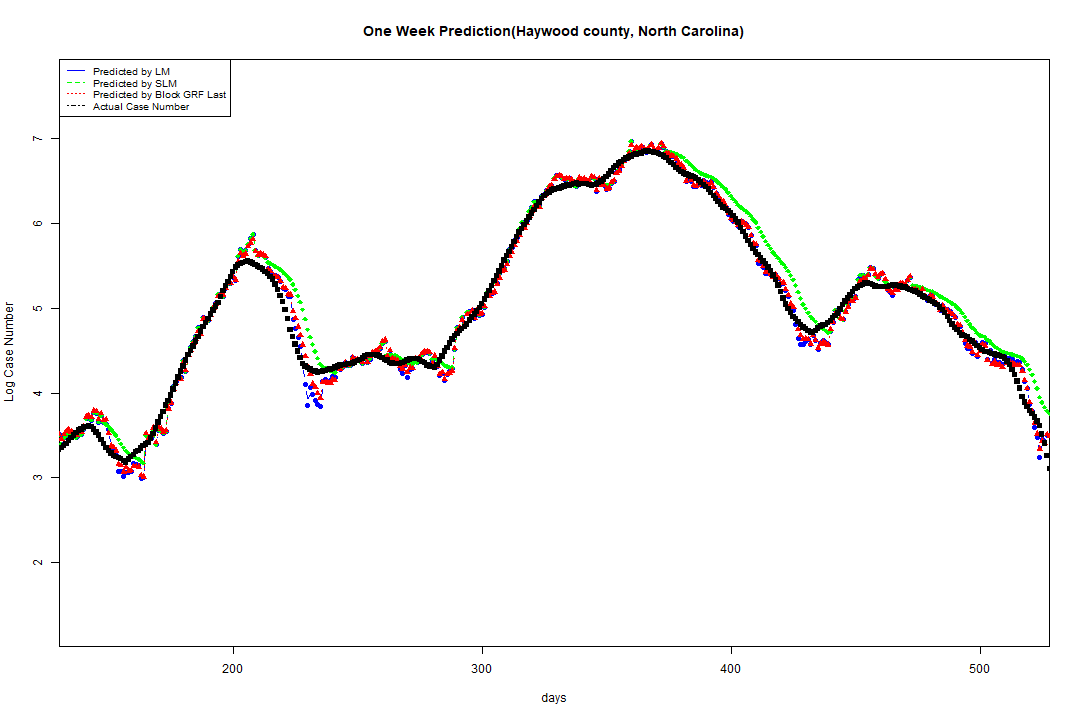 One Week Prediction(Haywood county, North Carolina)
Predicted by LM
Predicted by SLM
Predicted by Block GRF Last
Actual Case Number
7
6
5
4
3
2
Log Case Number
200 300 400 500
days